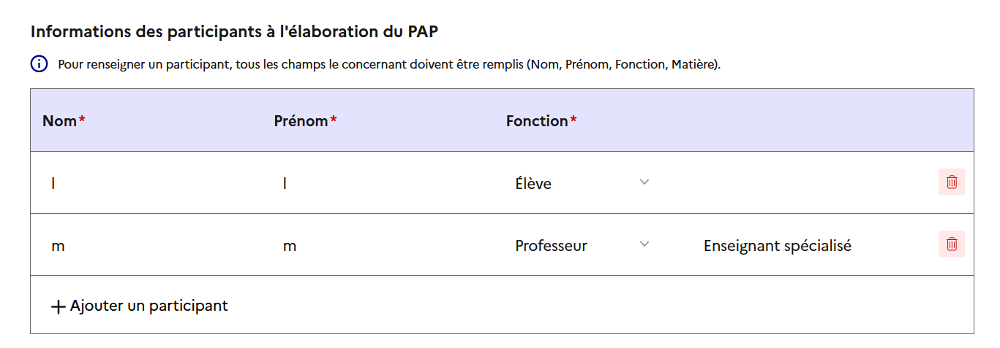 Informations des participants à l'élaboration du PAP
Pour renseigner un participant, tous les champs le concernant doivent être remplis (Nom, Prénom, Fonction, Matière).
Nom* Prénom* Fonction*
l l Élève
m m Professeur Enseignant spécialisé
+ Ajouter un participant